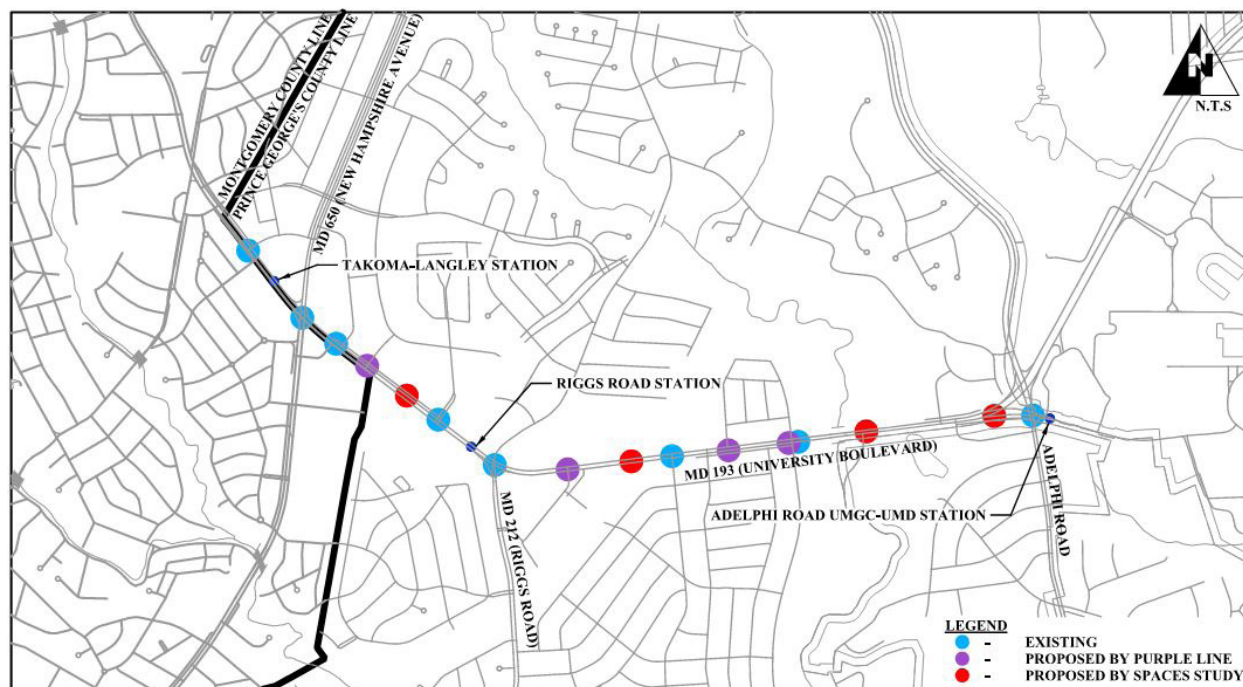 MONTGOMERY COUNTY LINE
PRINCE GEORGE'S COUNTY LINE
MD 650 (NEW HAMPSHIRE AVENUE)
N
N.T.S
TAKOMA-LANGLEY STATION
RIGGS ROAD STATION
MD 193 (UNIVERSITY BOULEVARD)
MD 212 (RIGGS ROAD)
ADELPHI ROAD UMGC-UMD STATION
ADELPHI ROAD
LEGEND
- EXISTING
- PROPOSED BY PURPLE LINE
- PROPOSED BY SPACES STUDY